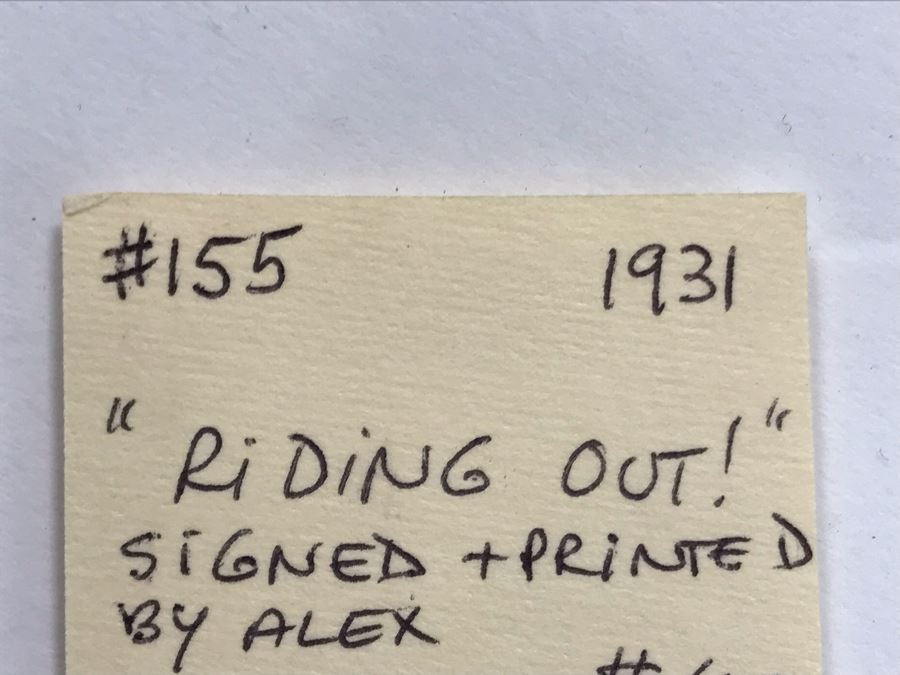 #155 1931
" RiDiNG OUT! "
SiGNED + PRiNTED
BY ALEX